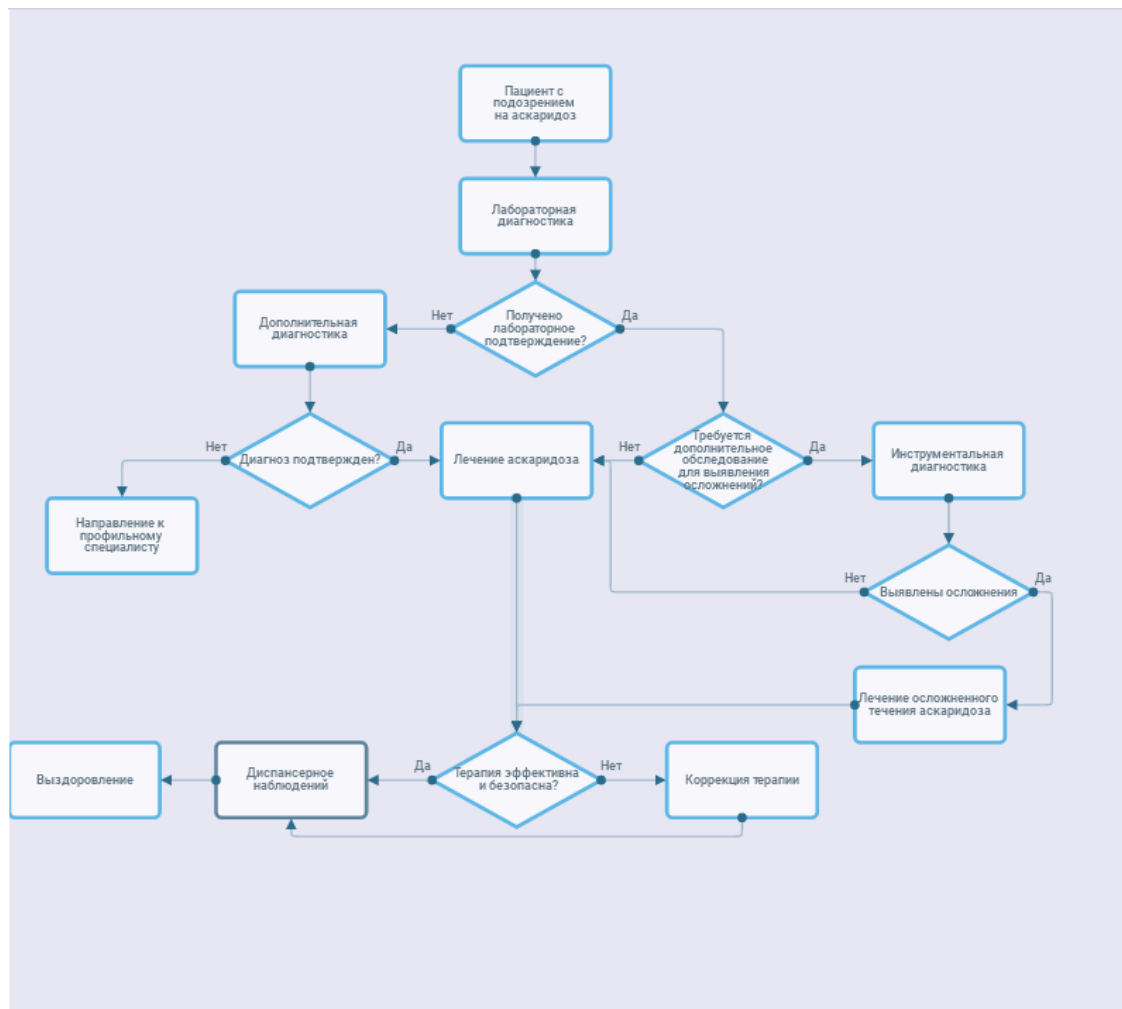 Пациент с
подозрением
на аскаридоз
Лабораторная
диагностика
Получено
лабораторное
подтверждение?
Нет
Да
Дополнительная
диагностика
Диагноз подтвержден?
Нет
Да
Лечение аскаридоза
Требуется
дополнительное
обследование
для выявления
осложнений?
Нет
Да
Инструментальная
диагностика
Направление к
профильному
специалисту
Выявлены осложнения
Нет
Да
Лечение осложненного
течения аскаридоза
Терапия эффективна
и безопасна?
Да
Нет
Коррекция терапии
Диспансерное
наблюдений
Выздоровление